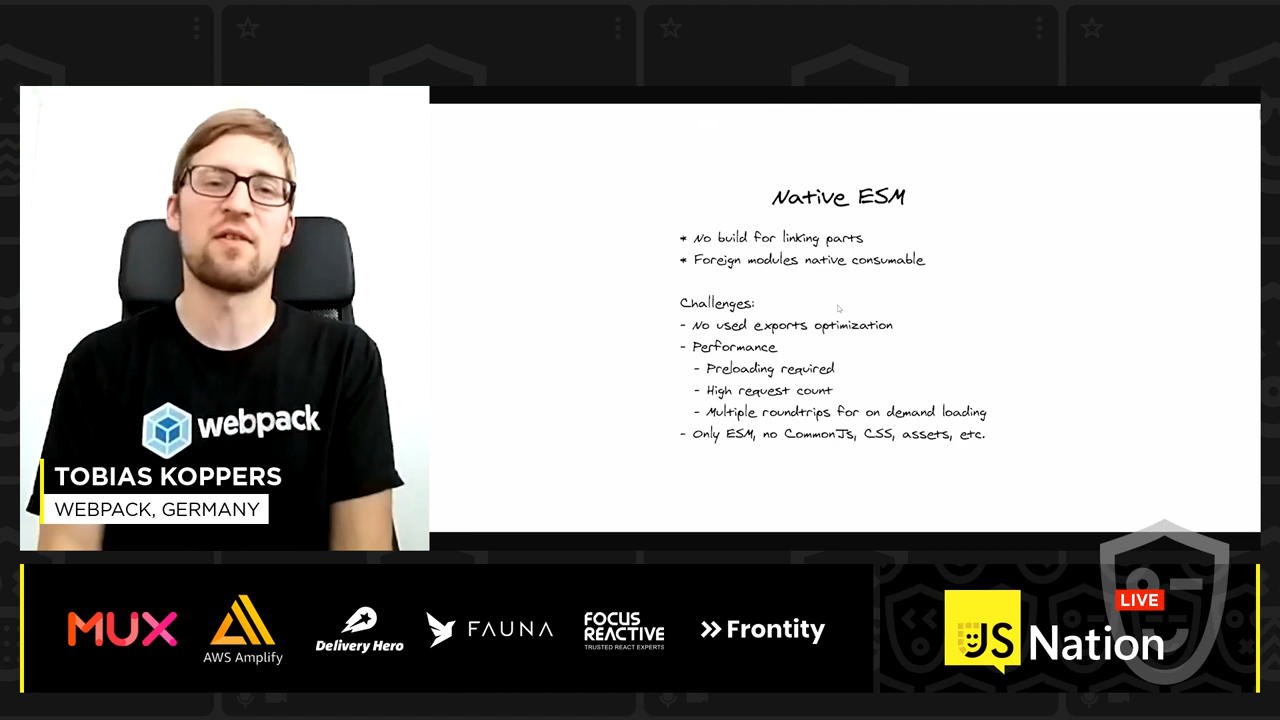 Native ESM
* No build for linking parts
* Foreign modules native consumable
Challenges:
- No used exports optimization
- Performance
- Preloading required
- High request count
- Multiple roundtrips for on demand loading
- Only ESM, no CommonJs, CSS, assets, etc.
webpack
TOBIAS KOPPERS
WEBPACK, GERMANY
MUX
AWS Amplify
Delivery Hero
FAUNA
FOCUS
REACTIVE
TRUSTED REACT EXPERTS
Frontity
LIVE
JS Nation